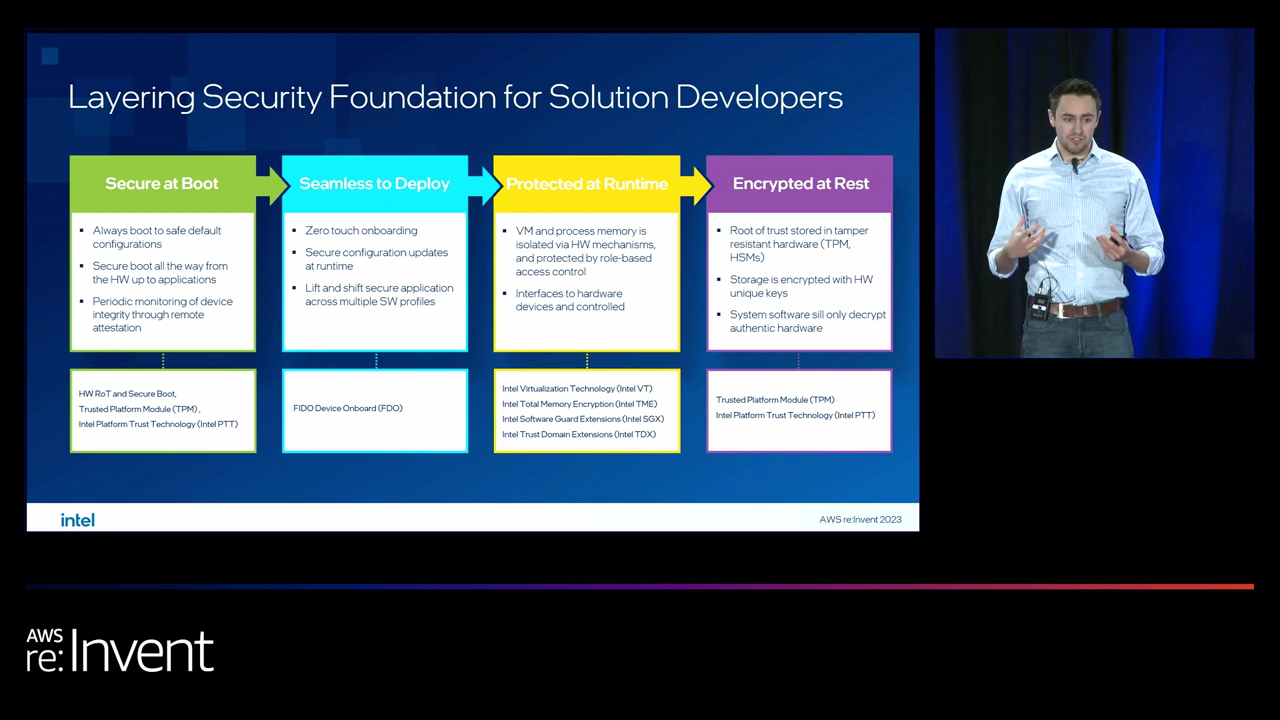 Layering Security Foundation for Solution Developers
Secure at Boot
Always boot to safe default
configurations
Secure boot all the way from
the HW up to applications
Periodic monitoring of device
integrity through remote
attestation
HW RoT and Secure Boot,
Trusted Platform Module (TPM) ,
Intel Platform Trust Technology (Intel PTT)
Seamless to Deploy
Zero touch onboarding
Secure configuration updates
at runtime
Lift and shift secure application
across multiple SW profiles
FIDO Device Onboard (FDO)
Protected at Runtime
VM and process memory is
isolated via HW mechanisms,
and protected by role-based
access control
Interfaces to hardware
devices and controlled
Intel Virtualization Technology (Intel VT)
Intel Total Memory Encryption (Intel TME)
Intel Software Guard Extensions (Intel SGX)
Intel Trust Domain Extensions (Intel TDX)
Encrypted at Rest
Root of trust stored in tamper
resistant hardware (TPM,
HSMs)
Storage is encrypted with HW
unique keys
System software sill only decrypt
authentic hardware
Trusted Platform Module (TPM)
Intel Platform Trust Technology (Intel PTT)
intel
AWS re:Invent 2023
AWS
re:Invent